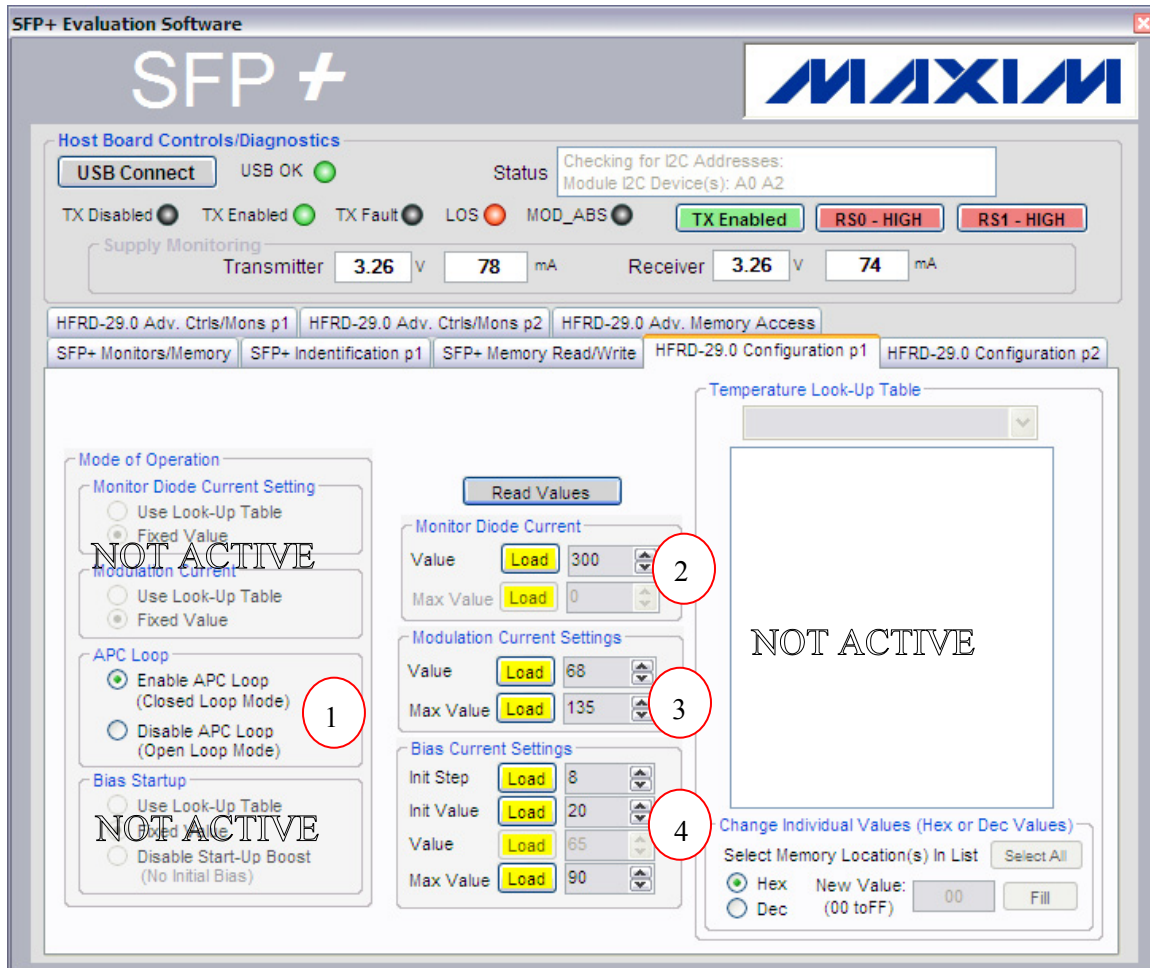 SFP+ Evaluation Software
SFP +
MAXIM
Host Board Controls/Diagnostics
USB Connect USB OK Status Checking for I2C Addresses:
Module I2C Device(s): A0 A2
TX Disabled TX Enabled TX Fault LOS MOD_ABS TX Enabled RS0 - HIGH RS1 - HIGH
Supply Monitoring
Transmitter 3.26 V 78 mA Receiver 3.26 V 74 mA
HFRD-29.0 Adv. Ctrls/Mons p1 HFRD-29.0 Adv. Ctrls/Mons p2 HFRD-29.0 Adv. Memory Access
SFP+ Monitors/Memory SFP+ Indentification p1 SFP+ Memory Read/Write HFRD-29.0 Configuration p1 HFRD-29.0 Configuration p2
Mode of Operation
Monitor Diode Current Setting
Use Look-Up Table
Fixed Value
NOT ACTIVE
Modulation Current
Use Look-Up Table
Fixed Value
APC Loop
Enable APC Loop
(Closed Loop Mode)
1
Disable APC Loop
(Open Loop Mode)
Bias Startup
Use Look-Up Table
NOT ACTIVE
Fixed Value
Disable Start-Up Boost
(No Initial Bias)
Read Values
Monitor Diode Current
Value Load 300
2
Max Value Load 0
Modulation Current Settings
Value Load 68
Max Value Load 135
3
Bias Current Settings
Init Step Load 8
Init Value Load 20
4
Value Load 65
Max Value Load 90
Temperature Look-Up Table
NOT ACTIVE
Change Individual Values (Hex or Dec Values)
Select Memory Location(s) In List Select All
Hex New Value: 00 Fill
Dec (00 toFF)